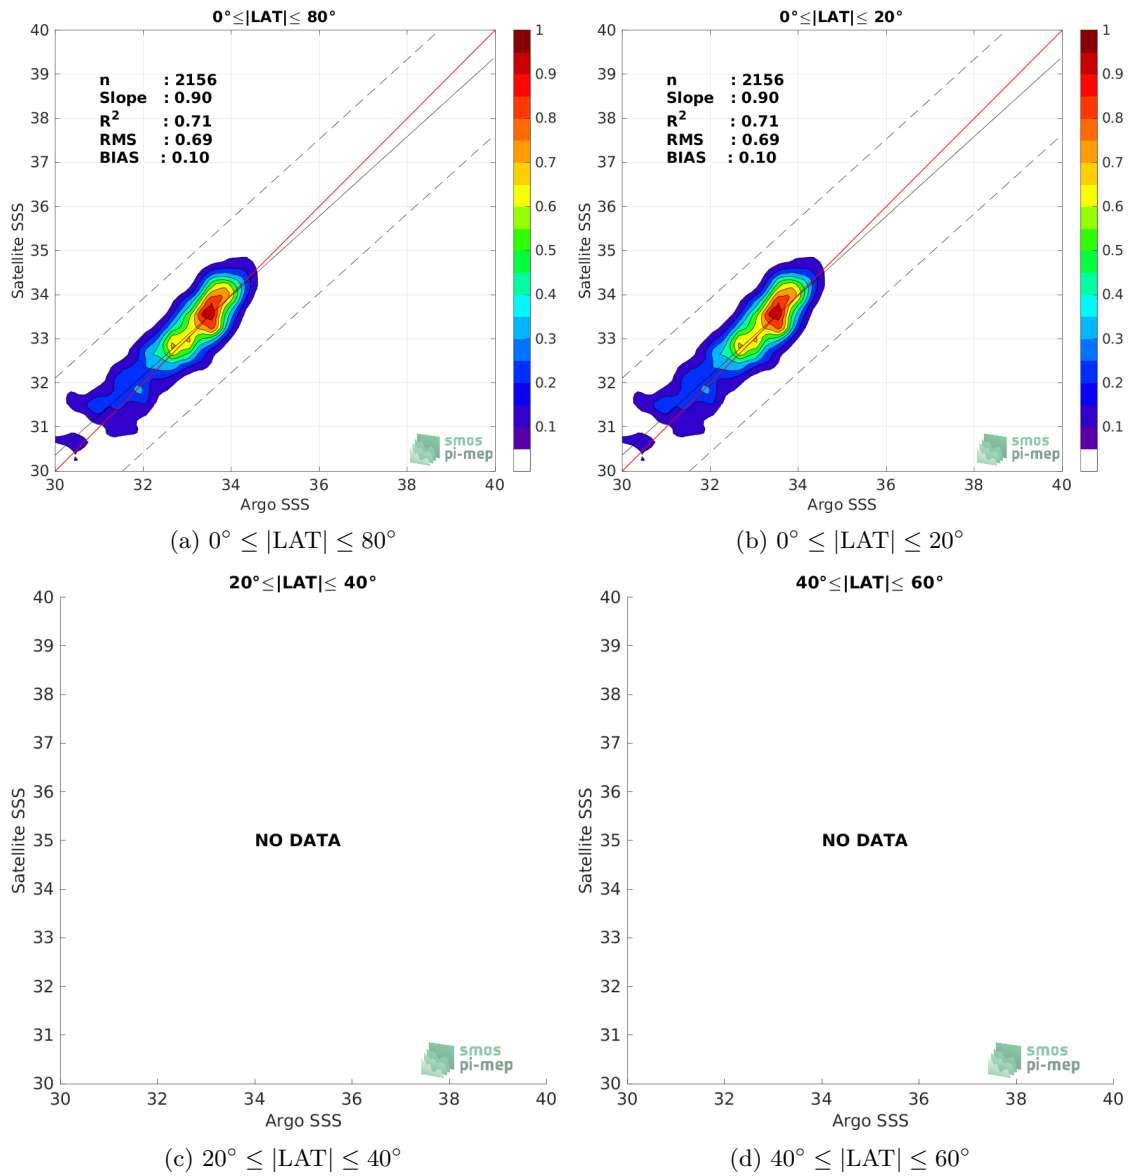 0°≤|LAT|≤ 80°
40
39
38
37
36
35
34
33
32
31
30
Satellite SSS
n : 2156
Slope : 0.90
R² : 0.71
RMS : 0.69
BIAS : 0.10
smos
pi-mep
30 32 34 36 38 40
Argo SSS
1
0.9
0.8
0.7
0.6
0.5
0.4
0.3
0.2
0.1
(a) 0° ≤ |LAT| ≤ 80°
0°≤|LAT|≤ 20°
40
39
38
37
36
35
34
33
32
31
30
Satellite SSS
n : 2156
Slope : 0.90
R² : 0.71
RMS : 0.69
BIAS : 0.10
smos
pi-mep
30 32 34 36 38 40
Argo SSS
1
0.9
0.8
0.7
0.6
0.5
0.4
0.3
0.2
0.1
(b) 0° ≤ |LAT| ≤ 20°
20°≤|LAT|≤ 40°
40
39
38
37
36
35
34
33
32
31
30
Satellite SSS
NO DATA
smos
pi-mep
30 32 34 36 38 40
Argo SSS
(c) 20° ≤ |LAT| ≤ 40°
40°≤|LAT|≤ 60°
40
39
38
37
36
35
34
33
32
31
30
Satellite SSS
NO DATA
smos
pi-mep
30 32 34 36 38 40
Argo SSS
(d) 40° ≤ |LAT| ≤ 60°